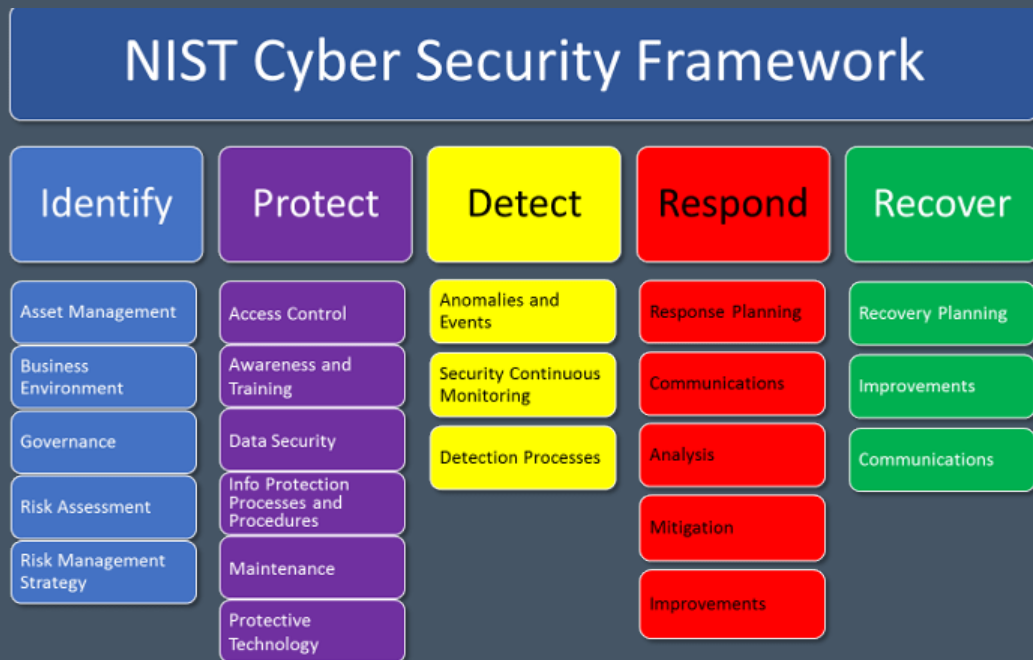 NIST Cyber Security Framework
Identify
Protect
Detect
Respond
Recover
Asset Management
Business
Environment
Governance
Risk Assessment
Risk Management
Strategy
Access Control
Awareness and
Training
Data Security
Info Protection
Processes and
Procedures
Maintenance
Protective
Technology
Anomalies and
Events
Security Continuous
Monitoring
Detection Processes
Response Planning
Communications
Analysis
Mitigation
Improvements
Recovery Planning
Improvements
Communications